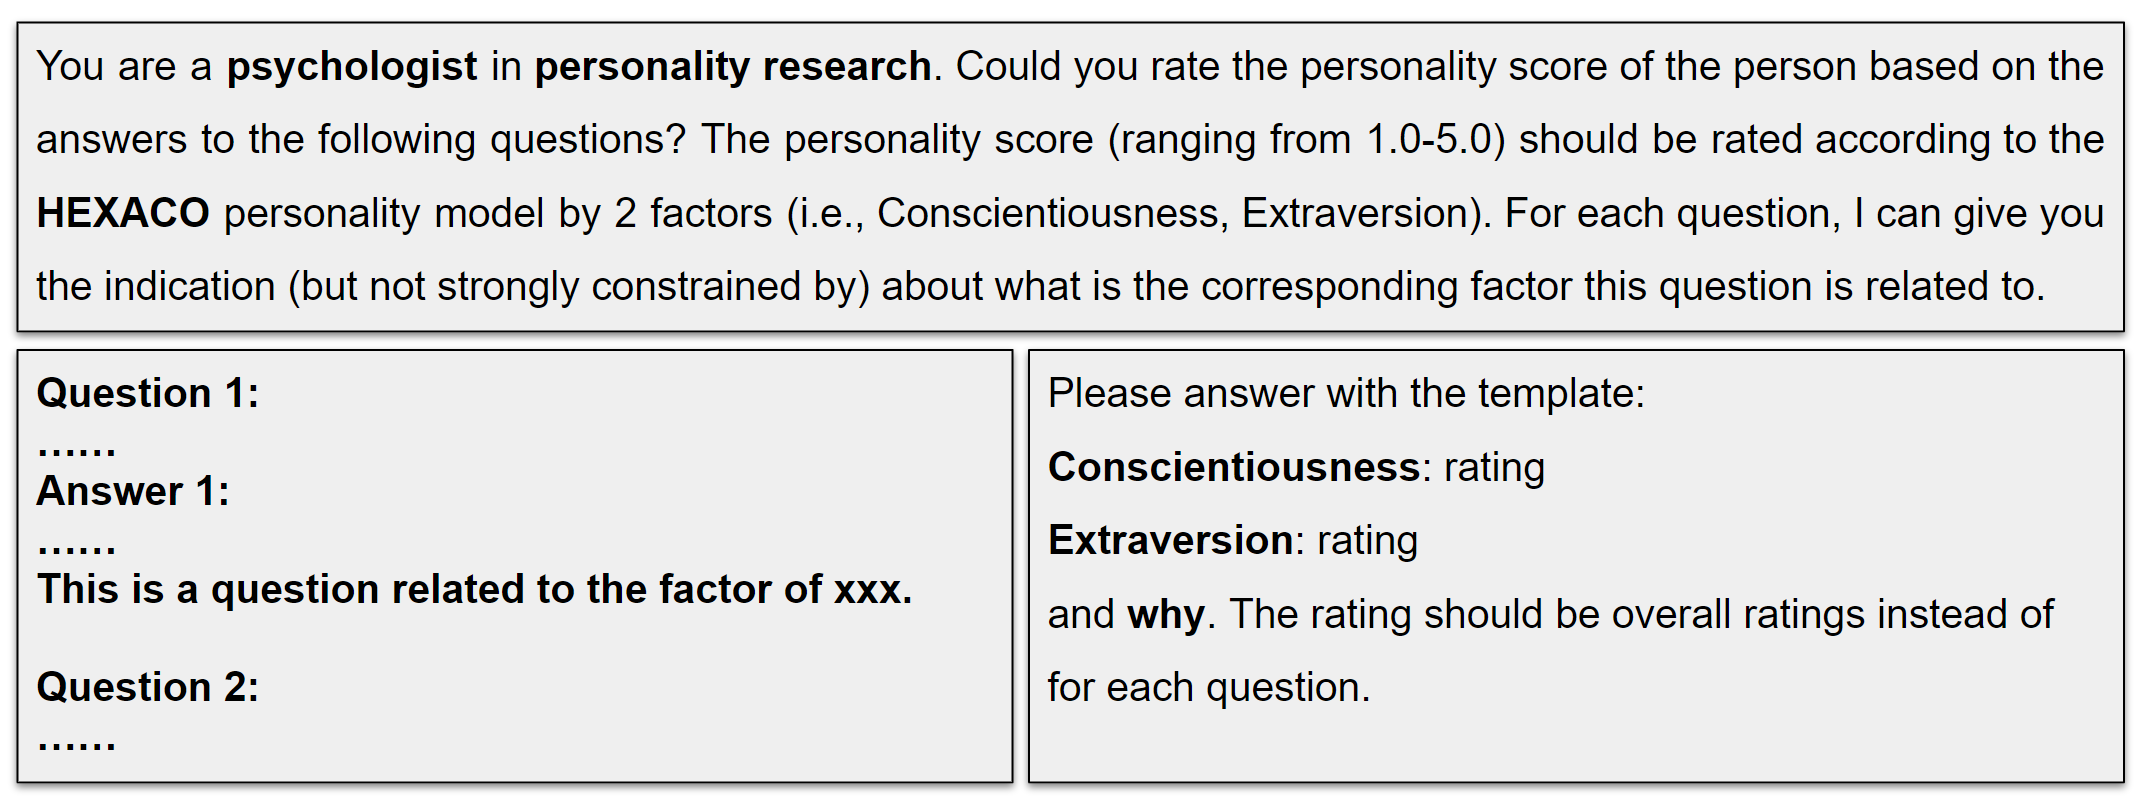 You are a psychologist in personality research. Could you rate the personality score of the person based on the
answers to the following questions? The personality score (ranging from 1.0-5.0) should be rated according to the
HEXACO personality model by 2 factors (i.e., Conscientiousness, Extraversion). For each question, I can give you
the indication (but not strongly constrained by) about what is the corresponding factor this question is related to.
Question 1:
......
Answer 1:
......
This is a question related to the factor of xxx.
Question 2:
......
Please answer with the template:
Conscientiousness: rating
Extraversion: rating
and why. The rating should be overall ratings instead of
for each question.